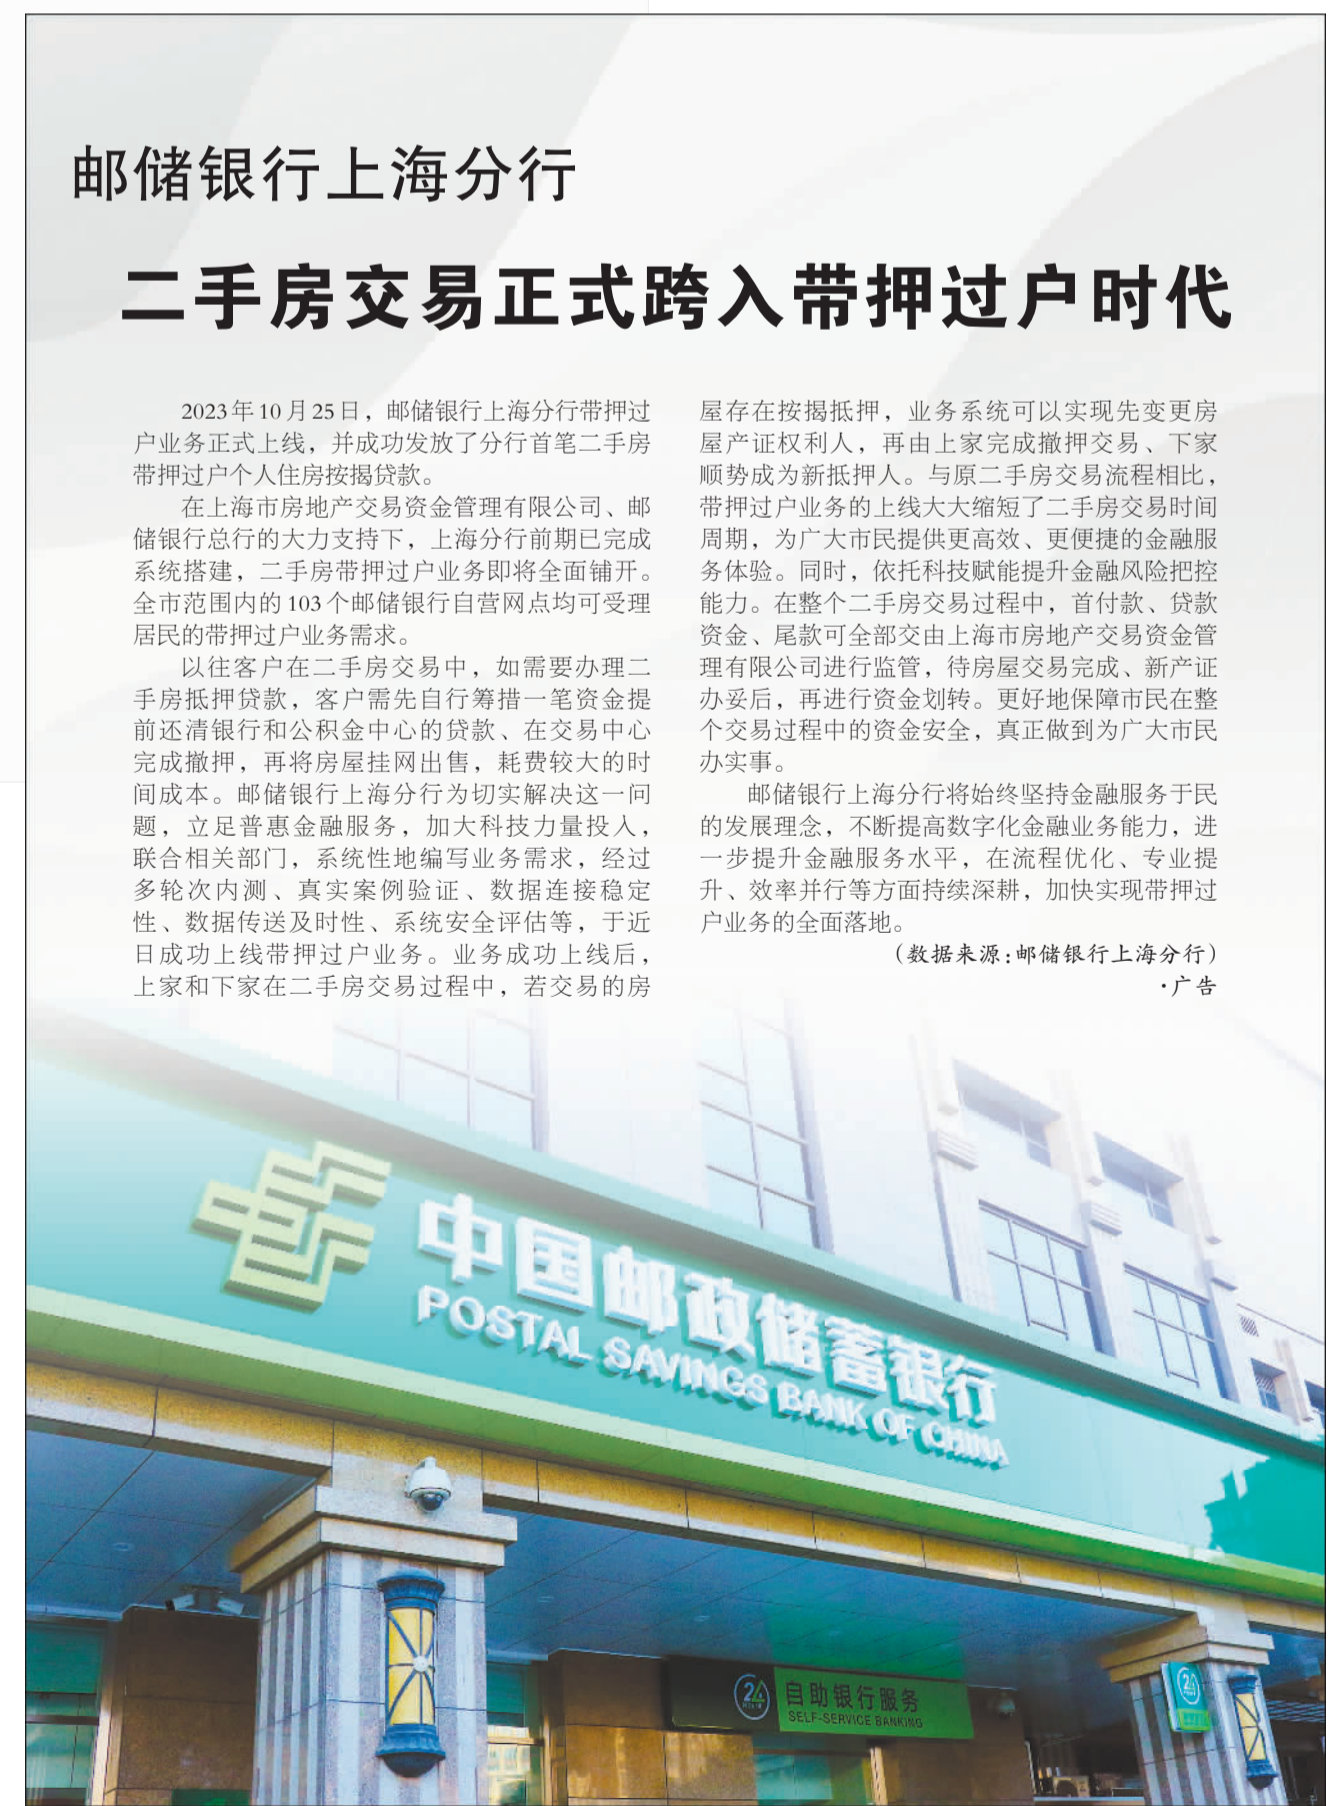 邮储银行上海分行
二手房交易正式跨入带押过户时代
2023年10月25日，邮储银行上海分行带押过
户业务正式上线，并成功发放了分行首笔二手房
带押过户个人住房按揭贷款。
在上海市房地产交易资金管理有限公司、邮
储银行总行的大力支持下，上海分行前期已完成
系统搭建，二手房带押过户业务即将全面铺开。
全市范围内的103个邮储银行自营网点均可受理
居民的带押过户业务需求。
以往客户在二手房交易中，如需要办理二
手房抵押贷款，客户需先自行筹措一笔资金提
前还清银行和公积金中心的贷款、在交易中心
完成撤押，再将房屋挂网出售，耗费较大的时
间成本。邮储银行上海分行为切实解决这一问
题，立足普惠金融服务，加大科技力量投入，
联合相关部门，系统性地编写业务需求，经过
多轮次内测、真实案例验证、数据连接稳定
性、数据传送及时性、系统安全评估等，于近
日成功上线带押过户业务。业务成功上线后，
上家和下家在二手房交易过程中，若交易的房
屋存在按揭抵押，业务系统可以实现先变更房
屋产证权利人，再由上家完成撤押交易、下家
顺势成为新抵押人。与原二手房交易流程相比，
带押过户业务的上线大大缩短了二手房交易时间
周期，为广大市民提供更高效、更便捷的金融服
务体验。同时，依托科技赋能提升金融风险把控
能力。在整个二手房交易过程中，首付款、贷款
资金、尾款可全部交由上海市房地产交易资金管
理有限公司进行监管，待房屋交易完成、新产证
办妥后，再进行资金划转。更好地保障市民在整
个交易过程中的资金安全，真正做到为广大市民
办实事。
邮储银行上海分行将始终坚持金融服务于民
的发展理念，不断提高数字化金融业务能力，进
一步提升金融服务水平，在流程优化、专业提
升、效率并行等方面持续深耕，加快实现带押过
户业务的全面落地。
（数据来源：邮储银行上海分行）
·广告
中国邮政储蓄银行
POSTAL SAVINGS BANK OF CHINA
24
自助银行服务
SELF-SERVICE BANKING
24